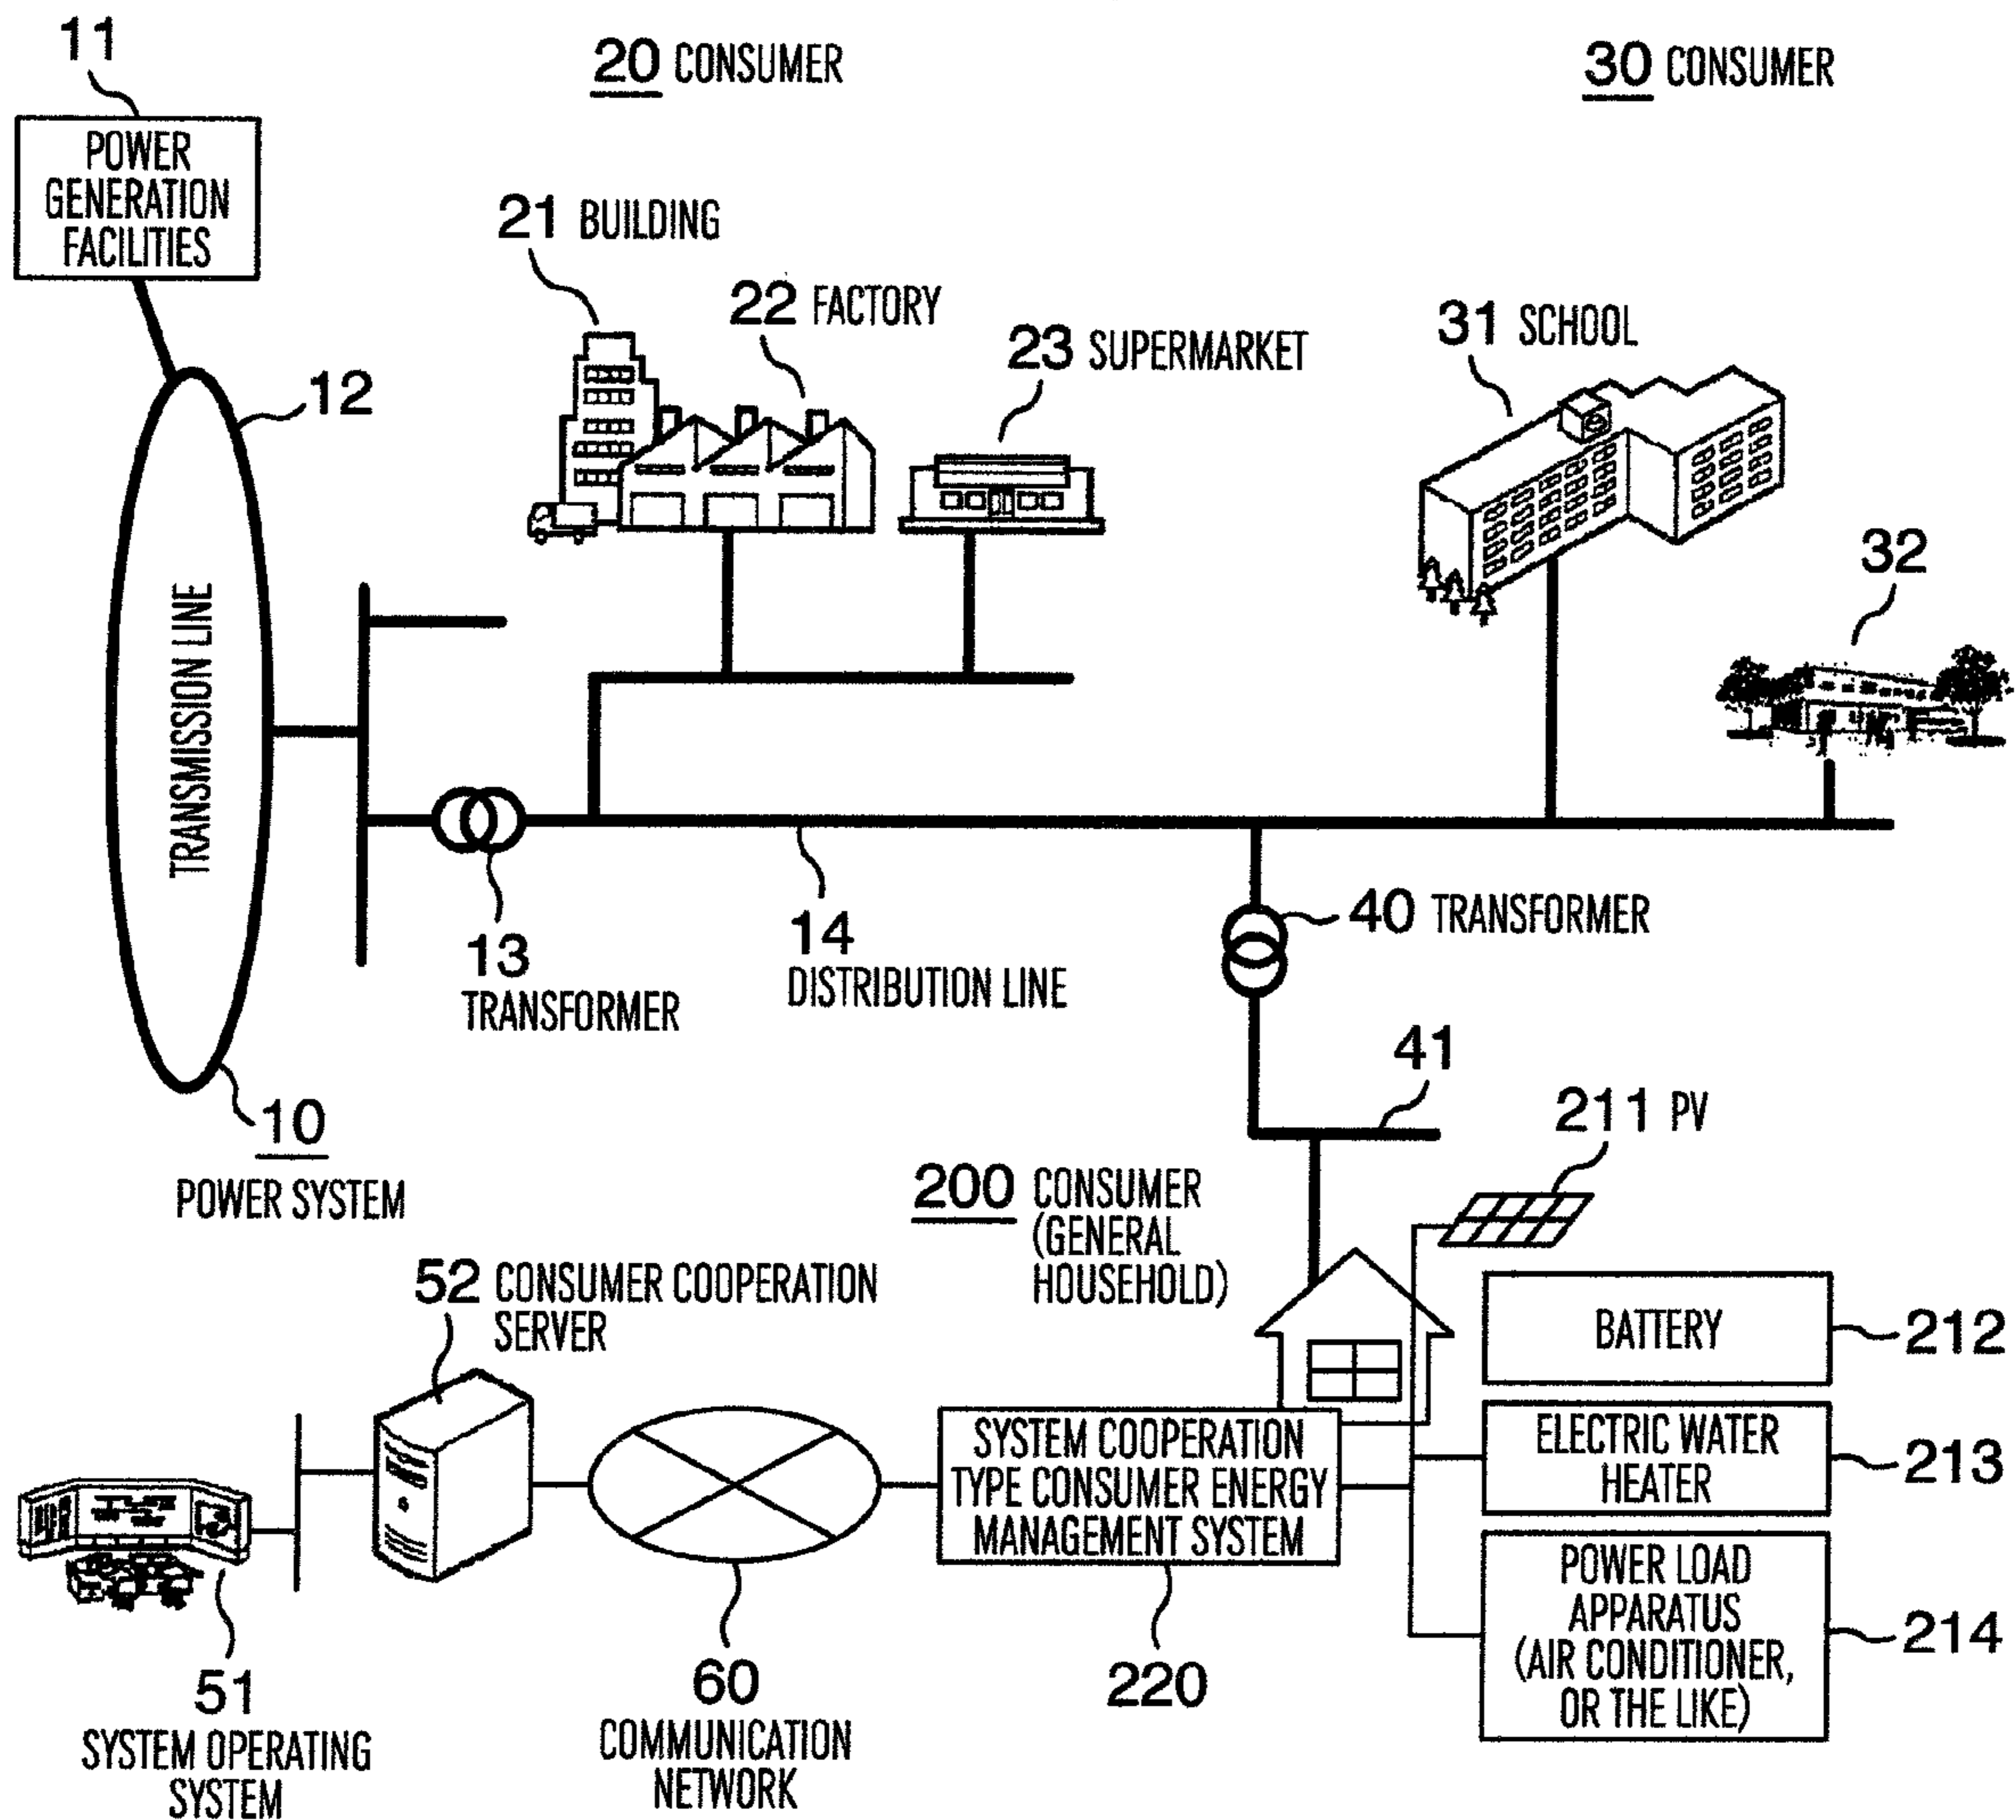 11
20 CONSUMER
30 CONSUMER
POWER
GENERATION
FACILITIES
21 BUILDING
22 FACTORY
23 SUPERMARKET
31 SCHOOL
32
12
TRANSMISSION LINE
13
TRANSFORMER
14
DISTRIBUTION LINE
40 TRANSFORMER
41
10
POWER SYSTEM
211 PV
200 CONSUMER
(GENERAL
HOUSEHOLD)
52 CONSUMER COOPERATION
SERVER
BATTERY
212
SYSTEM COOPERATION
TYPE CONSUMER ENERGY
MANAGEMENT SYSTEM
220
ELECTRIC WATER
HEATER
213
POWER LOAD
APPARATUS
(AIR CONDITIONER,
OR THE LIKE)
214
51
SYSTEM OPERATING
SYSTEM
60
COMMUNICATION
NETWORK